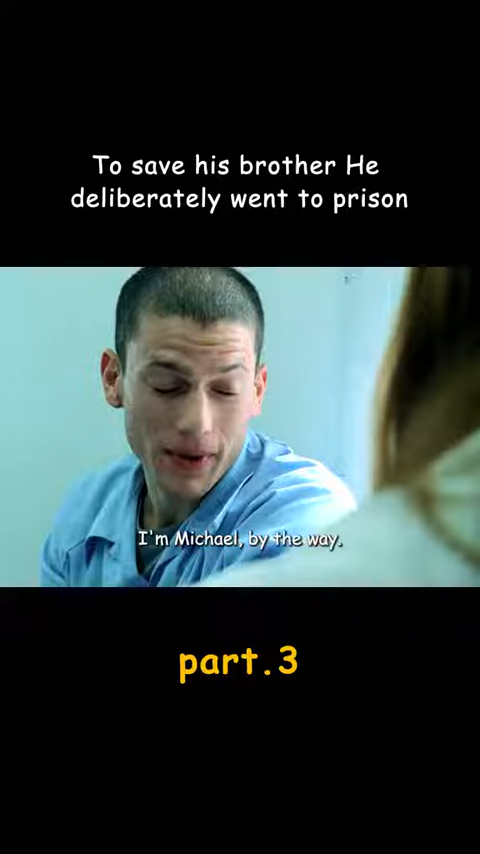 To save his brother He
deliberately went to prison
I'm Michael, by the way.
part.3